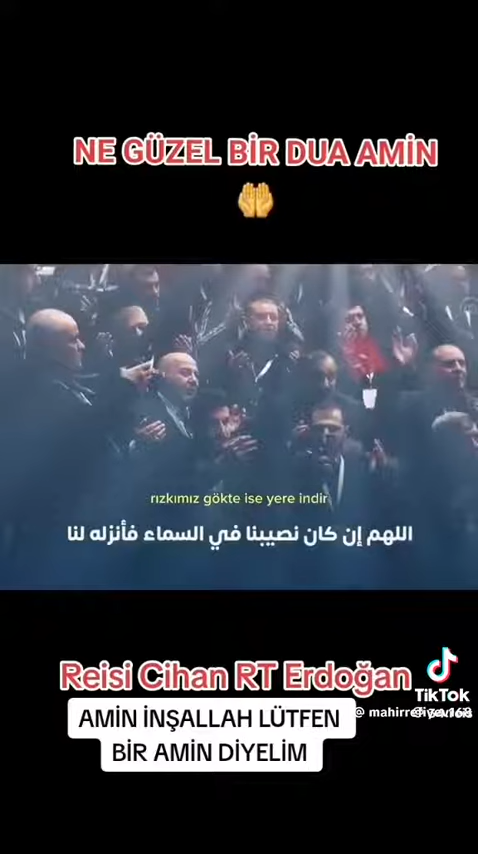 NE GÜZEL BİR DUA AMİN
🤲
rızkımız gökte ise yere indir
اللهم إن كان نصيبنا في السماء فأنزله لنا
Reisi Cihan RT Erdoğan
TikTok
AMİN İNŞALLAH LÜTFEN
BİR AMİN DİYELİM